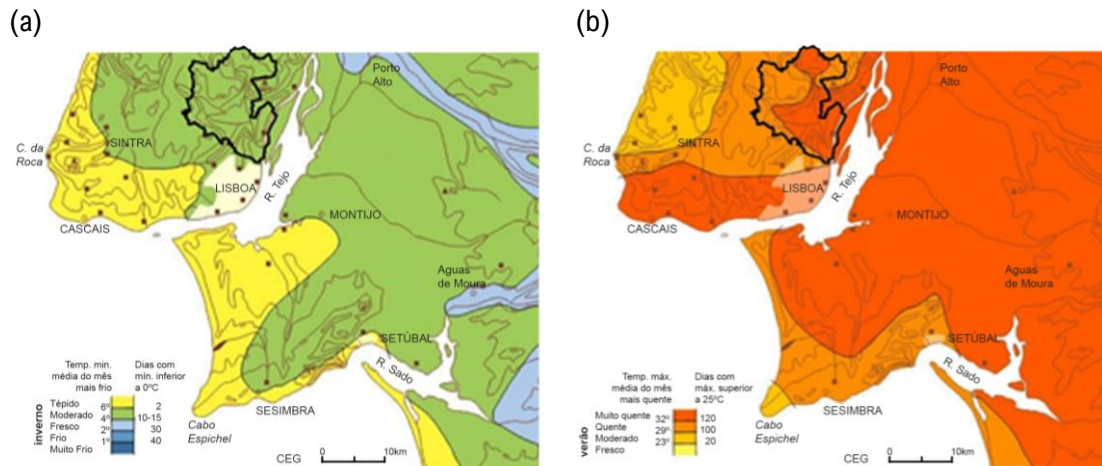 (a)
Porto
Alto
SINTRA
C. da
Roca
LISBOA
R. Tejo
CASCAIS
MONTIJO
Aguas
de Moura
SETÚBAL
R. Sado
SESIMBRA
Cabo
Espichel
inverno
Temp. min.
média do mês
mais frio
Dias com
mín. inferior
a 0ºC
Tépido
6º
2
Moderado
4º
10-15
Fresco
2º
30
Frio
1º
40
Muito Frio
CEG
0
10km
(b)
Porto
Alto
SINTRA
C. da
Roca
LISBOA
R. Tejo
CASCAIS
MONTIJO
Aguas
de Moura
SETÚBAL
R. Sado
SESIMBRA
Cabo
Espichel
verão
Temp. máx.
média do mês
mais quente
Dias com
máx. superior
a 25ºC
Muito quente
32º
120
Quente
29º
100
Moderado
23º
20
Fresco
CEG
0
10km